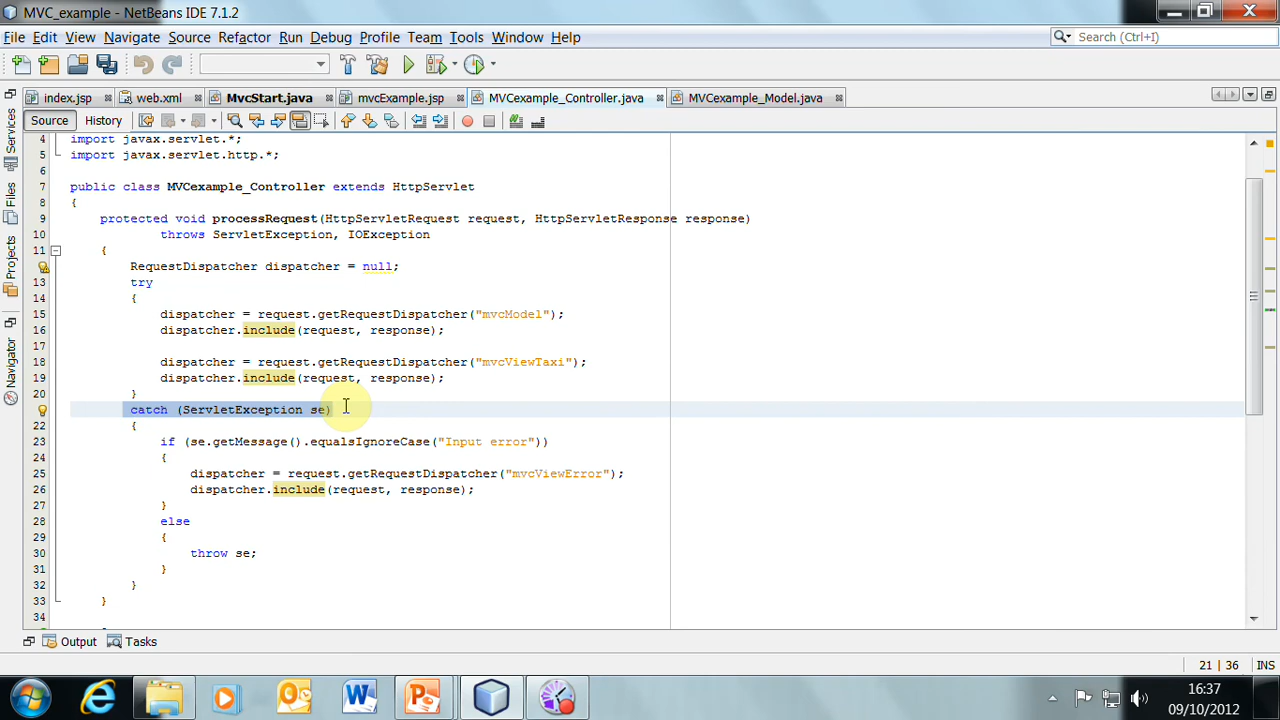 MVC_example - NetBeans IDE 7.1.2
File Edit View Navigate Source Refactor Run Debug Profile Team Tools Window Help
Search (Ctrl+I)
index.jsp web.xml MvcStart.java mvcExample.jsp MVCexample_Controller.java MVCexample_Model.java
Source History
Services
Files
Projects
Navigator
4 import javax.servlet.*;
5 import javax.servlet.http.*;
6
7 public class MVCexample_Controller extends HttpServlet
8 {
9 protected void processRequest(HttpServletRequest request, HttpServletResponse response)
10 throws ServletException, IOException
11 {
RequestDispatcher dispatcher = null;
13 try
14 {
15 dispatcher = request.getRequestDispatcher("mvcModel");
16 dispatcher.include(request, response);
17
18 dispatcher = request.getRequestDispatcher("mvcViewTaxi");
19 dispatcher.include(request, response);
20 }
catch (ServletException se)
22 {
23 if (se.getMessage().equalsIgnoreCase("Input error"))
24 {
25 dispatcher = request.getRequestDispatcher("mvcViewError");
26 dispatcher.include(request, response);
27 }
28 else
29 {
30 throw se;
31 }
32 }
33 }
34
Output Tasks
21 | 36 INS
16:37
09/10/2012